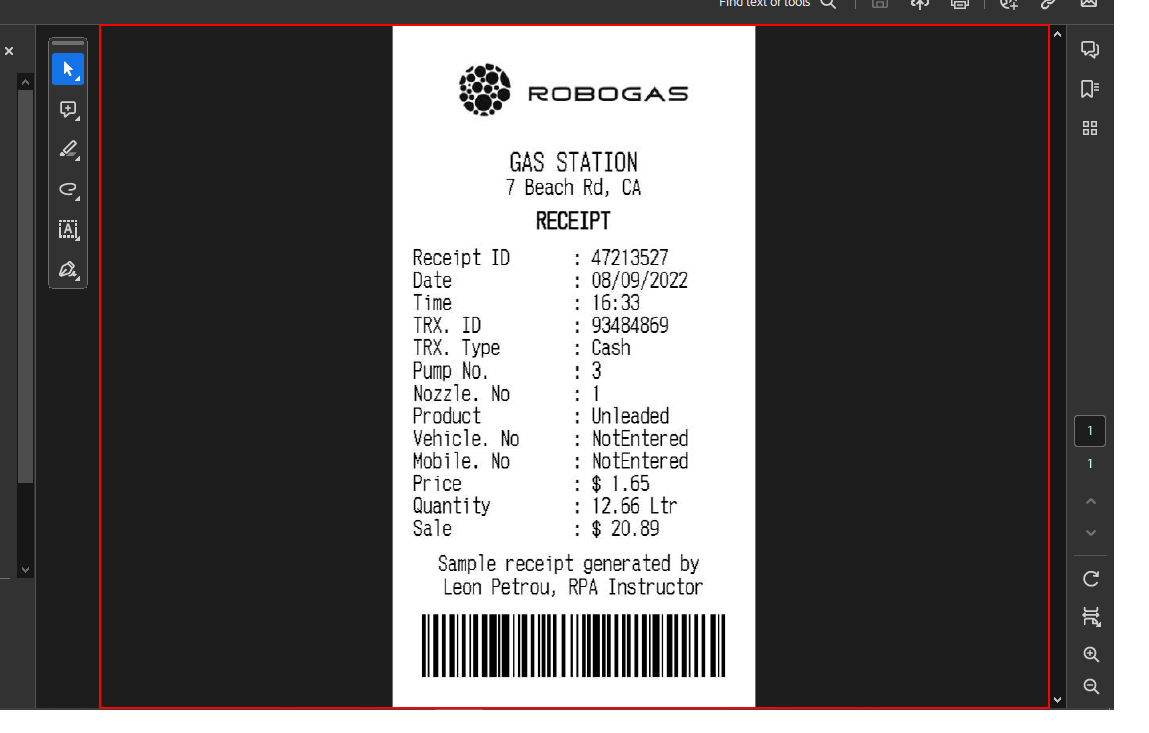 Find text or tools
ROBOGAS
GAS STATION
7 Beach Rd, CA
RECEIPT
Receipt ID : 47213527
Date : 08/09/2022
Time : 16:33
TRX. ID : 93484869
TRX. Type : Cash
Pump No. : 3
Nozzle. No : 1
Product : Unleaded
Vehicle. No : NotEntered
Mobile. No : NotEntered
Price : $ 1.65
Quantity : 12.66 Ltr
Sale : $ 20.89
Sample receipt generated by
Leon Petrou, RPA Instructor
1
1